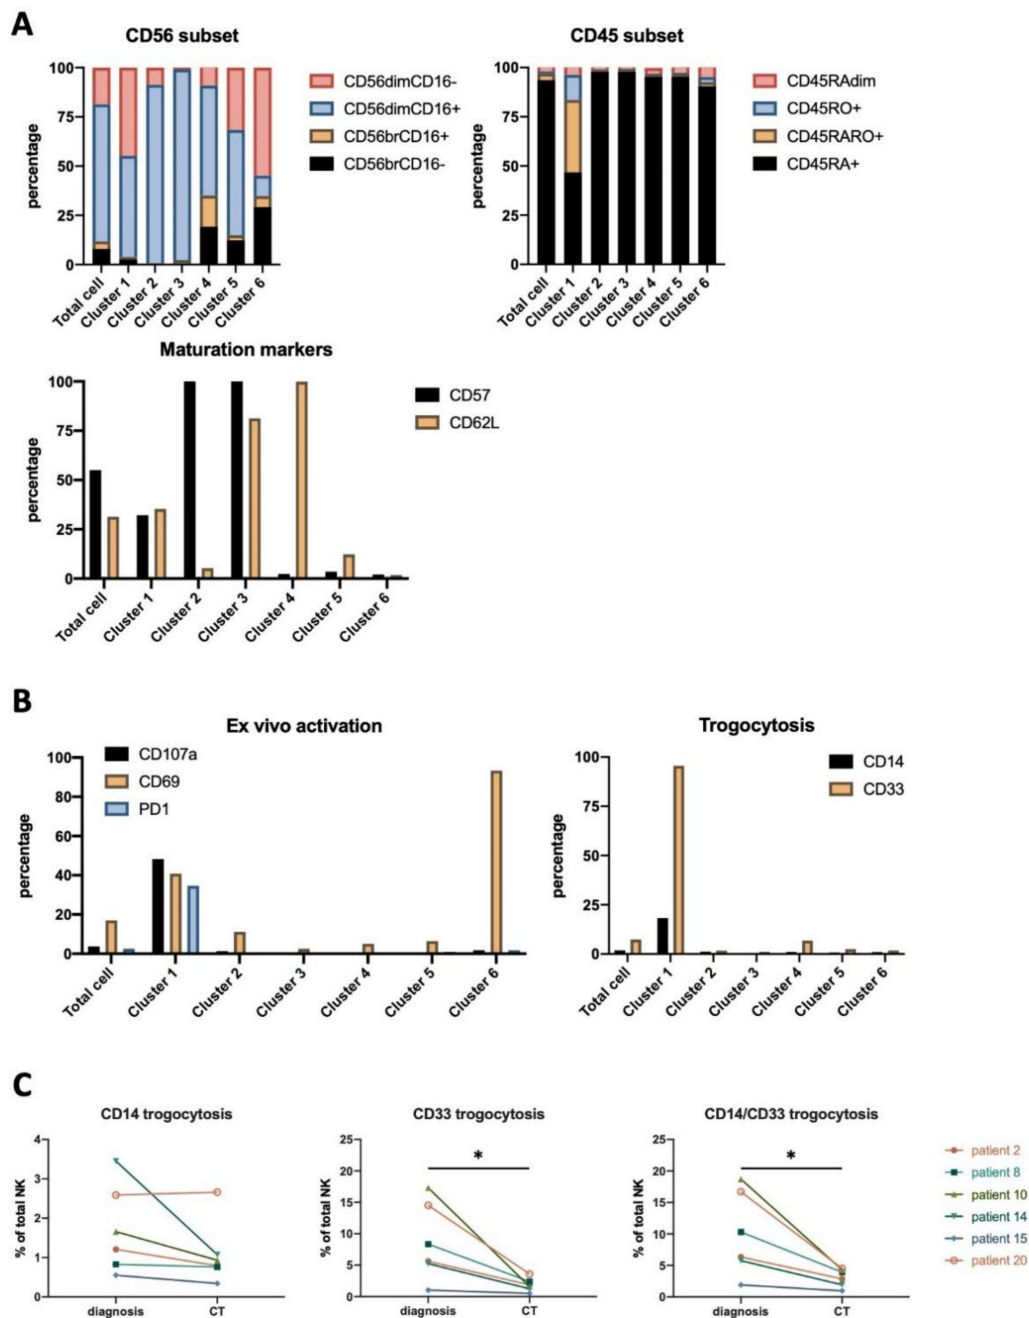 A
CD56 subset
percentage
100
75
50
25
0
Total cell
Cluster 1
Cluster 2
Cluster 3
Cluster 4
Cluster 5
Cluster 6
CD56dimCD16-
CD56dimCD16+
CD56brCD16+
CD56brCD16-
CD45 subset
percentage
100
75
50
25
0
Total cell
Cluster 1
Cluster 2
Cluster 3
Cluster 4
Cluster 5
Cluster 6
CD45RAdim
CD45RO+
CD45RARO+
CD45RA+
Maturation markers
percentage
100
75
50
25
0
Total cell
Cluster 1
Cluster 2
Cluster 3
Cluster 4
Cluster 5
Cluster 6
CD57
CD62L
B
Ex vivo activation
percentage
100
80
60
40
20
0
CD107a
CD69
PD1
Total cell
Cluster 1
Cluster 2
Cluster 3
Cluster 4
Cluster 5
Cluster 6
Trogocytosis
percentage
100
75
50
25
0
CD14
CD33
Total cell
Cluster 1
Cluster 2
Cluster 3
Cluster 4
Cluster 5
Cluster 6
C
CD14 trogocytosis
% of total NK
4
3
2
1
0
diagnosis
CT
CD33 trogocytosis
% of total NK
25
20
15
10
5
0
*
diagnosis
CT
CD14/CD33 trogocytosis
% of total NK
25
20
15
10
5
0
*
diagnosis
CT
patient 2
patient 8
patient 10
patient 14
patient 15
patient 20